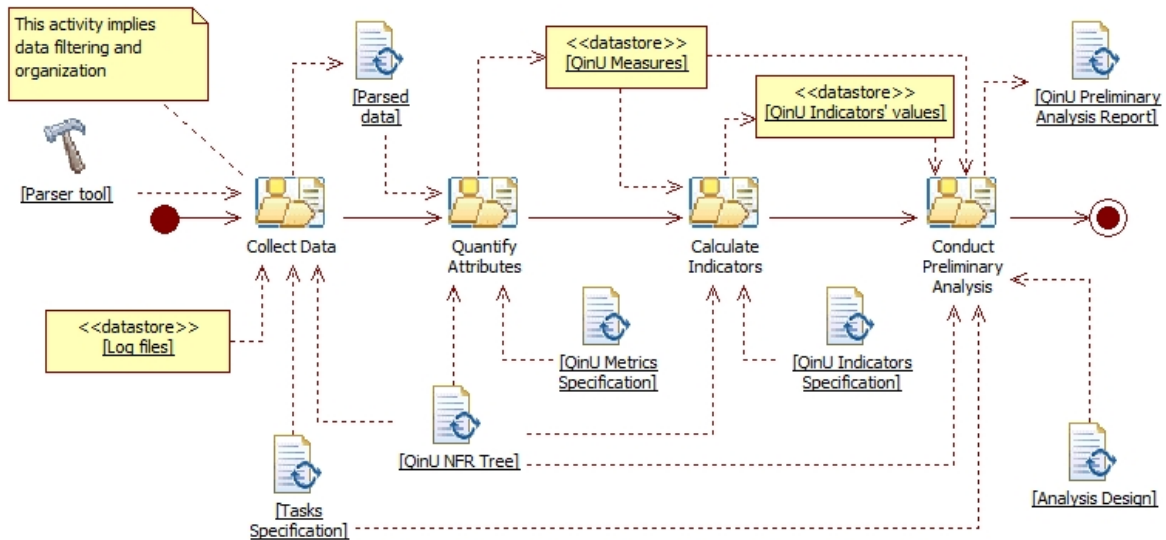 This activity implies
data filtering and
organization
[Parser tool]
[Parsed
data]
<<datastore>>
[QinU Measures]
<<datastore>>
[QinU Indicators' values]
[QinU Preliminary
Analysis Report]
Collect Data
Quantify
Attributes
Calculate
Indicators
Conduct
Preliminary
Analysis
<<datastore>>
[Log files]
[QinU Metrics
Specification]
[QinU Indicators
Specification]
[QinU NFR Tree]
[Tasks
Specification]
[Analysis Design]